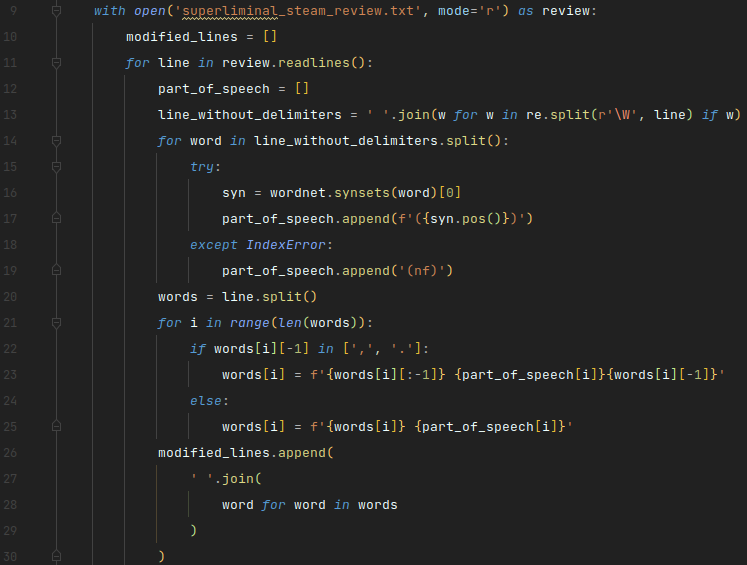 9 with open('superliminal_steam_review.txt', mode='r') as review:
10 modified_lines = []
11 for line in review.readlines():
12 part_of_speech = []
13 line_without_delimiters = ' '.join(w for w in re.split(r'\W', line) if w)
14 for word in line_without_delimiters.split():
15 try:
16 syn = wordnet.synsets(word)[0]
17 part_of_speech.append(f'({syn.pos()})')
18 except IndexError:
19 part_of_speech.append('(nf)')
20 words = line.split()
21 for i in range(len(words)):
22 if words[i][-1] in [',', '.']:
23 words[i] = f'{words[i][:-1]} {part_of_speech[i]}{words[i][-1]}'
24 else:
25 words[i] = f'{words[i]} {part_of_speech[i]}'
26 modified_lines.append(
27 ' '.join(
28 word for word in words
29 )
30 )